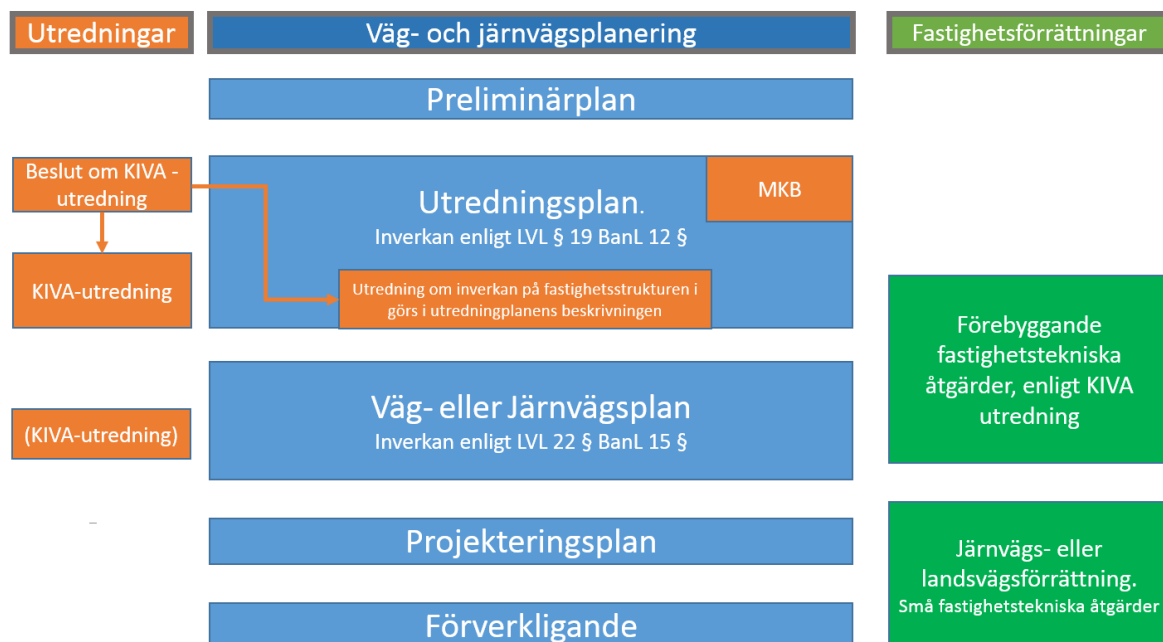 Utredningar
Väg- och järnvägsplanering
Fastighetsförrättningar
Preliminärplan
Beslut om KIVA -
utredning
KIVA-utredning
Utredningsplan.
Inverkan enligt LVL § 19 BanL 12 §
MKB
Utredning om inverkan på fastighetsstrukturen i
görs i utredningplanens beskrivningen
Förebyggande
fastighetstekniska
åtgärder, enligt KIVA
utredning
(KIVA-utredning)
Väg- eller Järnvägsplan
Inverkan enligt LVL 22 § BanL 15 §
Projekteringsplan
Järnvägs- eller
landsvägsförrättning.
Små fastighetstekniska åtgärder
Förverkligande